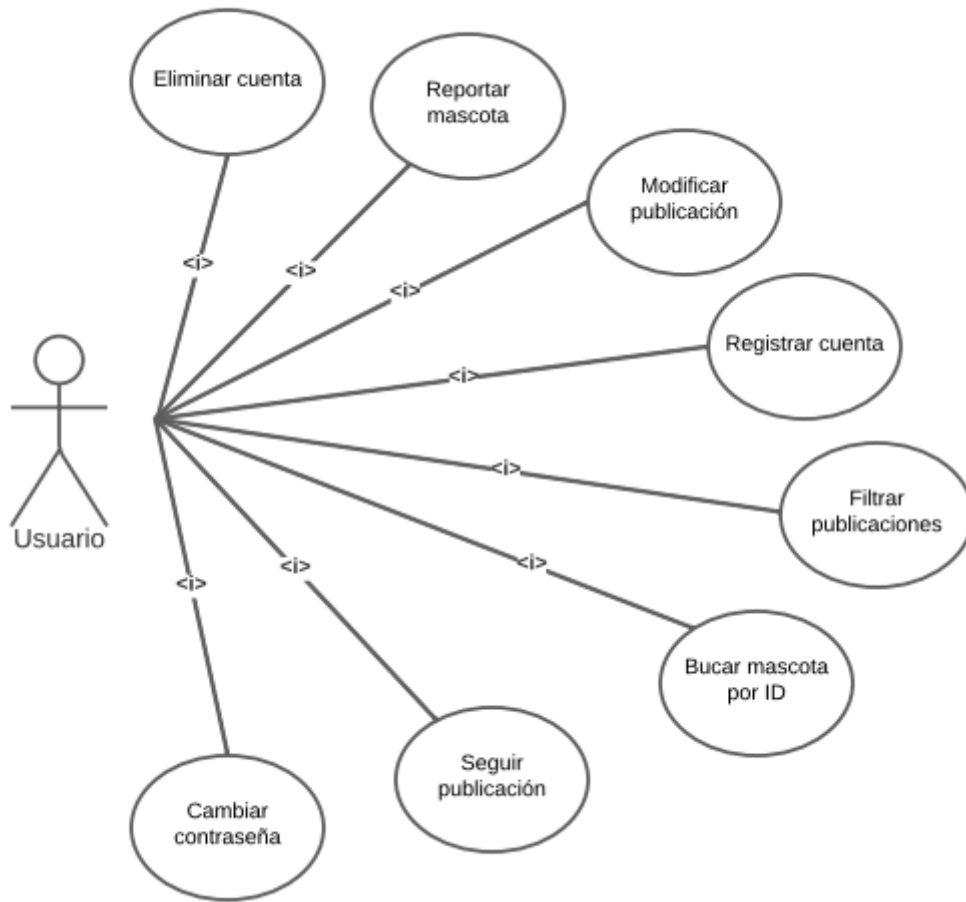 Eliminar cuenta
Reportar
mascota
Modificar
publicación
<i>
<i>
<i>
Registrar cuenta
<i>
<i>
Filtrar
publicaciones
Usuario
<i>
<i>
<i>
Bucar mascota
por ID
Seguir
publicación
Cambiar
contraseña